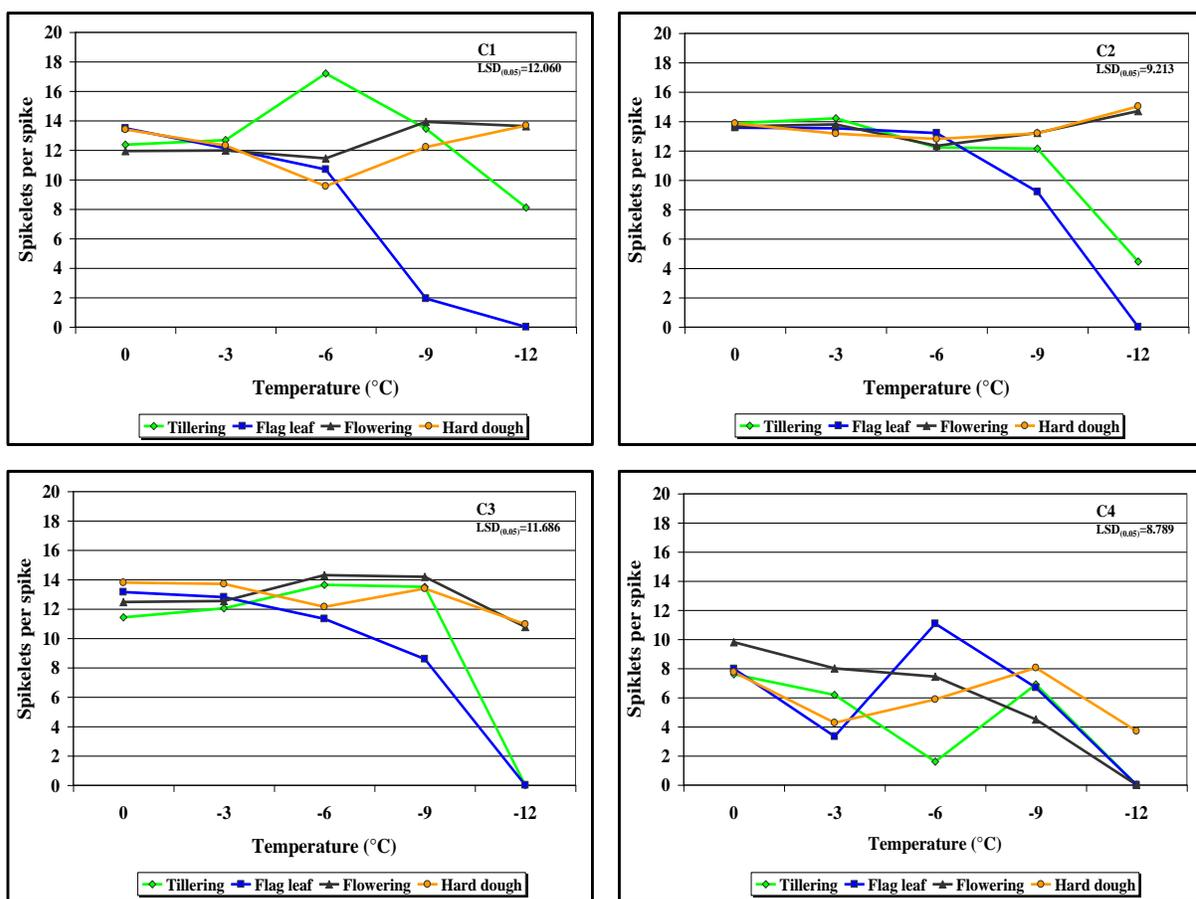 C1
LSD(0.05)=12.060
Spikelets per spike
20
18
16
14
12
10
8
6
4
2
0
0 -3 -6 -9 -12
Temperature (°C)
Tillering Flag leaf Flowering Hard dough
C2
LSD(0.05)=9.213
Spikelets per spike
20
18
16
14
12
10
8
6
4
2
0
0 -3 -6 -9 -12
Temperature (°C)
Tillering Flag leaf Flowering Hard dough
C3
LSD(0.05)=11.686
Spikelets per spike
20
18
16
14
12
10
8
6
4
2
0
0 -3 -6 -9 -12
Temperature (°C)
Tillering Flag leaf Flowering Hard dough
C4
LSD(0.05)=8.789
Spiklets per spike
20
18
16
14
12
10
8
6
4
2
0
0 -3 -6 -9 -12
Temperature (°C)
Tillering Flag leaf Flowering Hard dough